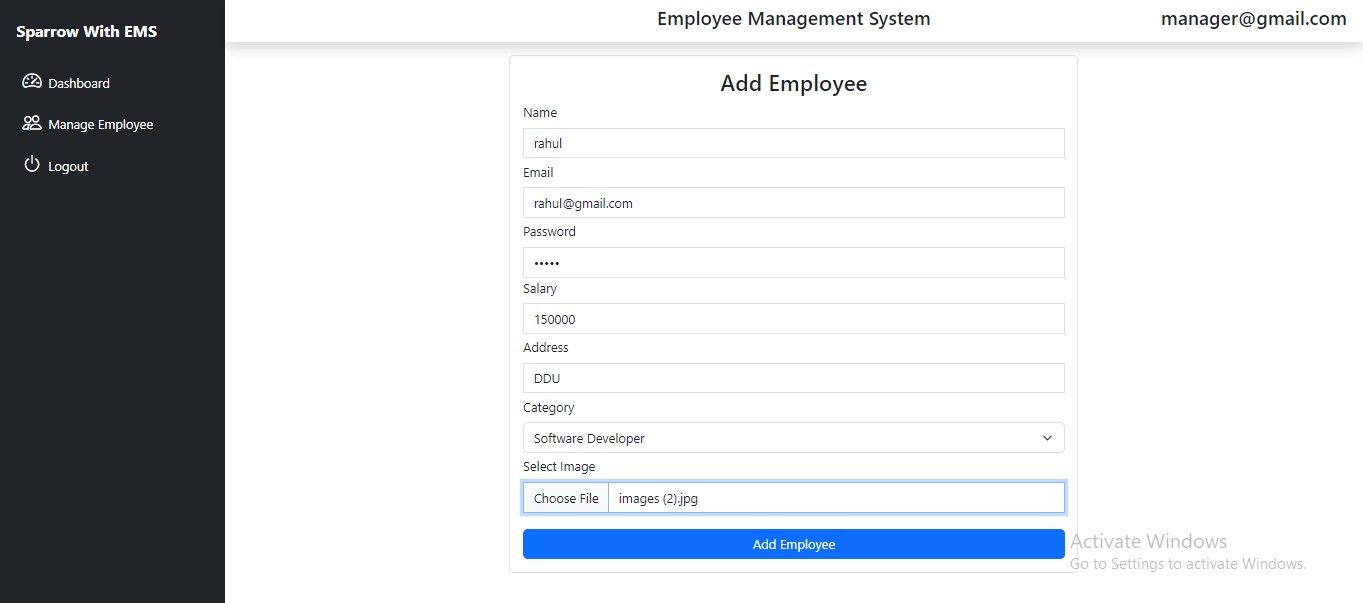 Sparrow With EMS
Dashboard
Manage Employee
Logout
Employee Management System
manager@gmail.com
Add Employee
Name
rahul
Email
rahul@gmail.com
Password
•••••
Salary
150000
Address
DDU
Category
Software Developer
Select Image
Choose File images (2).jpg
Add Employee
Activate Windows
Go to Settings to activate Windows.